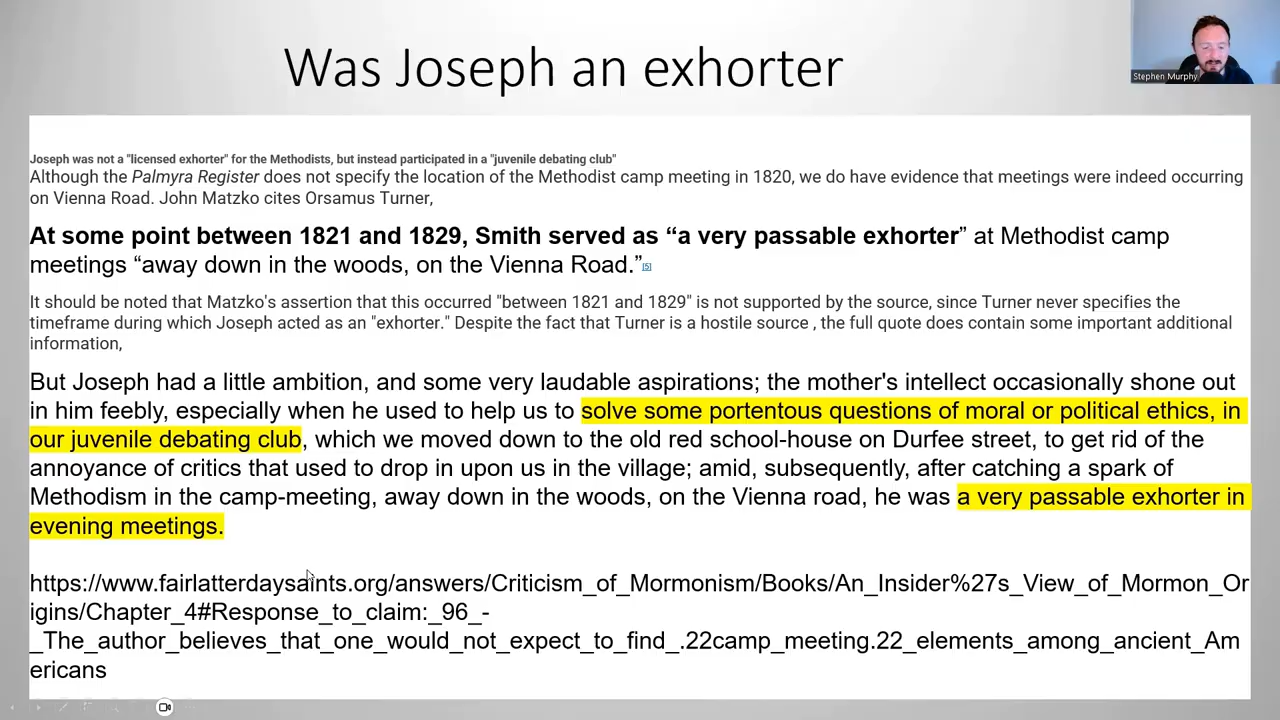 Was Joseph an exhorter
Stephen Murphy
Joseph was not a "licensed exhorter" for the Methodists, but instead participated in a "juvenile debating club"
Although the Palmyra Register does not specify the location of the Methodist camp meeting in 1820, we do have evidence that meetings were indeed occurring
on Vienna Road. John Matzko cites Orsamus Turner,
At some point between 1821 and 1829, Smith served as “a very passable exhorter” at Methodist camp
meetings “away down in the woods, on the Vienna Road.”[5]
It should be noted that Matzko's assertion that this occurred "between 1821 and 1829" is not supported by the source, since Turner never specifies the
timeframe during which Joseph acted as an "exhorter." Despite the fact that Turner is a hostile source , the full quote does contain some important additional
information,
But Joseph had a little ambition, and some very laudable aspirations; the mother's intellect occasionally shone out
in him feebly, especially when he used to help us to solve some portentous questions of moral or political ethics, in
our juvenile debating club, which we moved down to the old red school-house on Durfee street, to get rid of the
annoyance of critics that used to drop in upon us in the village; amid, subsequently, after catching a spark of
Methodism in the camp-meeting, away down in the woods, on the Vienna road, he was a very passable exhorter in
evening meetings.
https://www.fairlatterdaysaints.org/answers/Criticism_of_Mormonism/Books/An_Insider%27s_View_of_Mormon_Or
igins/Chapter_4#Response_to_claim:_96_-
_The_author_believes_that_one_would_not_expect_to_find_.22camp_meeting.22_elements_among_ancient_Am
ericans